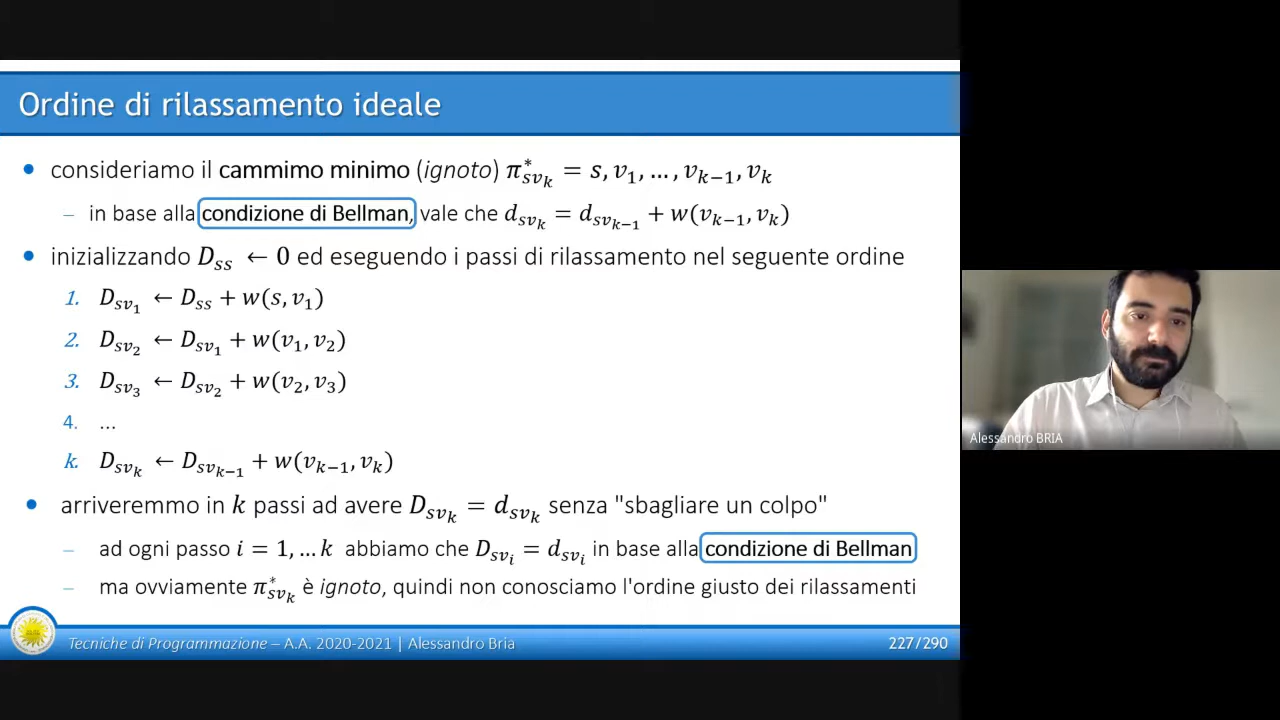 Ordine di rilassamento ideale
• consideriamo il cammimo minimo (ignoto) π*ₛᵥₖ = s, v₁, …, vₖ₋₁, vₖ
– in base alla condizione di Bellman, vale che dₛᵥₖ = dₛᵥₖ₋₁ + w(vₖ₋₁, vₖ)
• inizializzando Dₛₛ ← 0 ed eseguendo i passi di rilassamento nel seguente ordine
1. Dₛᵥ₁ ← Dₛₛ + w(s, v₁)
2. Dₛᵥ₂ ← Dₛᵥ₁ + w(v₁, v₂)
3. Dₛᵥ₃ ← Dₛᵥ₂ + w(v₂, v₃)
4. ...
k. Dₛᵥₖ ← Dₛᵥₖ₋₁ + w(vₖ₋₁, vₖ)
• arriveremmo in k passi ad avere Dₛᵥₖ = dₛᵥₖ senza "sbagliare un colpo"
– ad ogni passo i = 1, … k abbiamo che Dₛᵥᵢ = dₛᵥᵢ in base alla condizione di Bellman
– ma ovviamente π*ₛᵥₖ è ignoto, quindi non conosciamo l'ordine giusto dei rilassamenti
Tecniche di Programmazione – A.A. 2020-2021 | Alessandro Bria
227/290
Alessandro BRIA